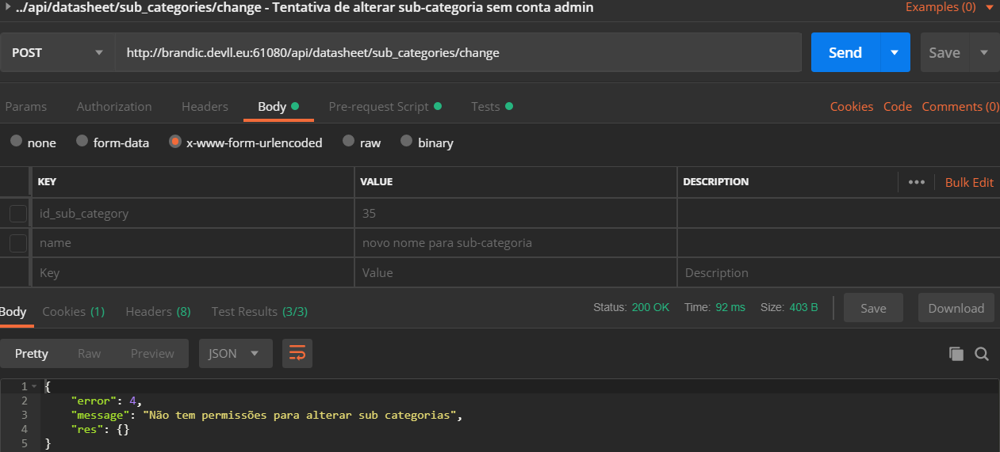 ../api/datasheet/sub_categories/change - Tentativa de alterar sub-categoria sem conta admin Examples (0)
POST http://brandic.devll.eu:61080/api/datasheet/sub_categories/change Send Save
Params Authorization Headers Body Pre-request Script Tests Cookies Code Comments (0)
none form-data x-www-form-urlencoded raw binary
KEY VALUE DESCRIPTION ••• Bulk Edit
id_sub_category 35
name novo nome para sub-categoria
Key Value Description
Body Cookies (1) Headers (8) Test Results (3/3) Status: 200 OK Time: 92 ms Size: 403 B Save Download
Pretty Raw Preview JSON
1 {
2 "error": 4,
3 "message": "Não tem permissões para alterar sub categorias",
4 "res": {}
5 }